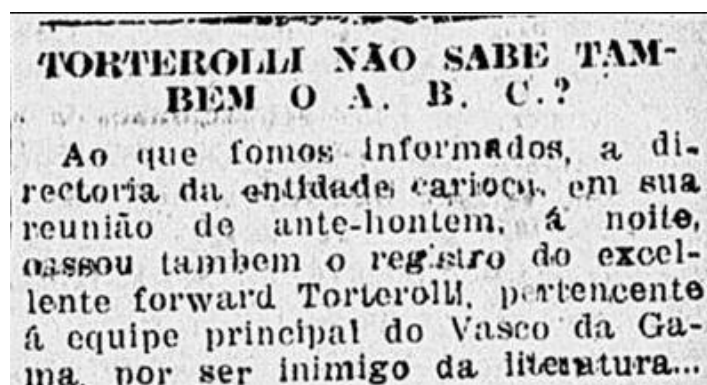 TORTEROLLI NÃO SABE TAM-
BEM O A. B. C.?
Ao que fomos informados, a di-
rectoria da entidade carioca, em sua
reunião de ante-hontem, á noite,
cassou tambem o registro do excel-
lente forward Torterolli, pertencente
á equipe principal do Vasco da Ga-
ma, por ser inimigo da literatura...